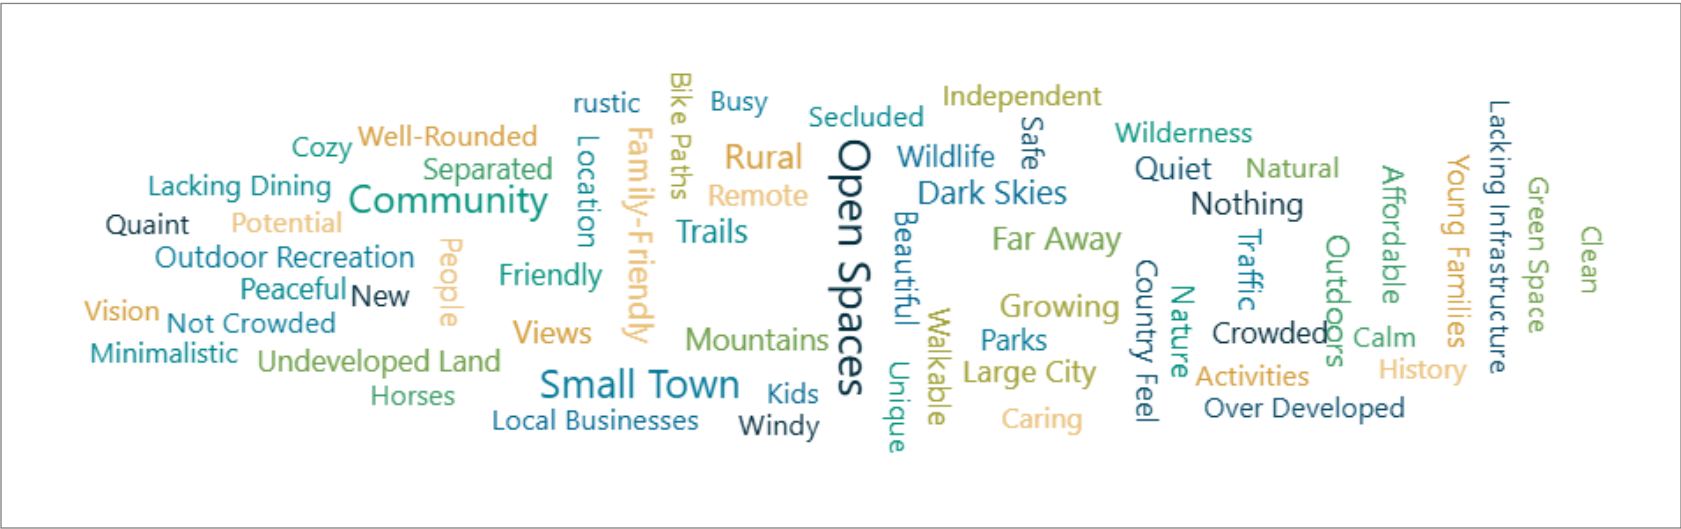 rustic
Bike Paths
Busy
Independent
Secluded
Lacking Infrastructure
Cozy
Well-Rounded
Location
Family-Friendly
Safe
Wilderness
Separated
Rural
Open Spaces
Wildlife
Quiet
Natural
Young Families
Lacking Dining
Community
Remote
Dark Skies
Nothing
Affordable
Green Space
Quaint
Potential
People
Trails
Beautiful
Far Away
Traffic
Outdoors
Clean
Outdoor Recreation
Friendly
Peaceful
New
Growing
Country Feel
Nature
Vision
Not Crowded
Views
Mountains
Walkable
Parks
Crowded
Calm
Minimalistic
Undeveloped Land
Small Town
Unique
Large City
Activities
History
Horses
Kids
Local Businesses
Windy
Caring
Over Developed